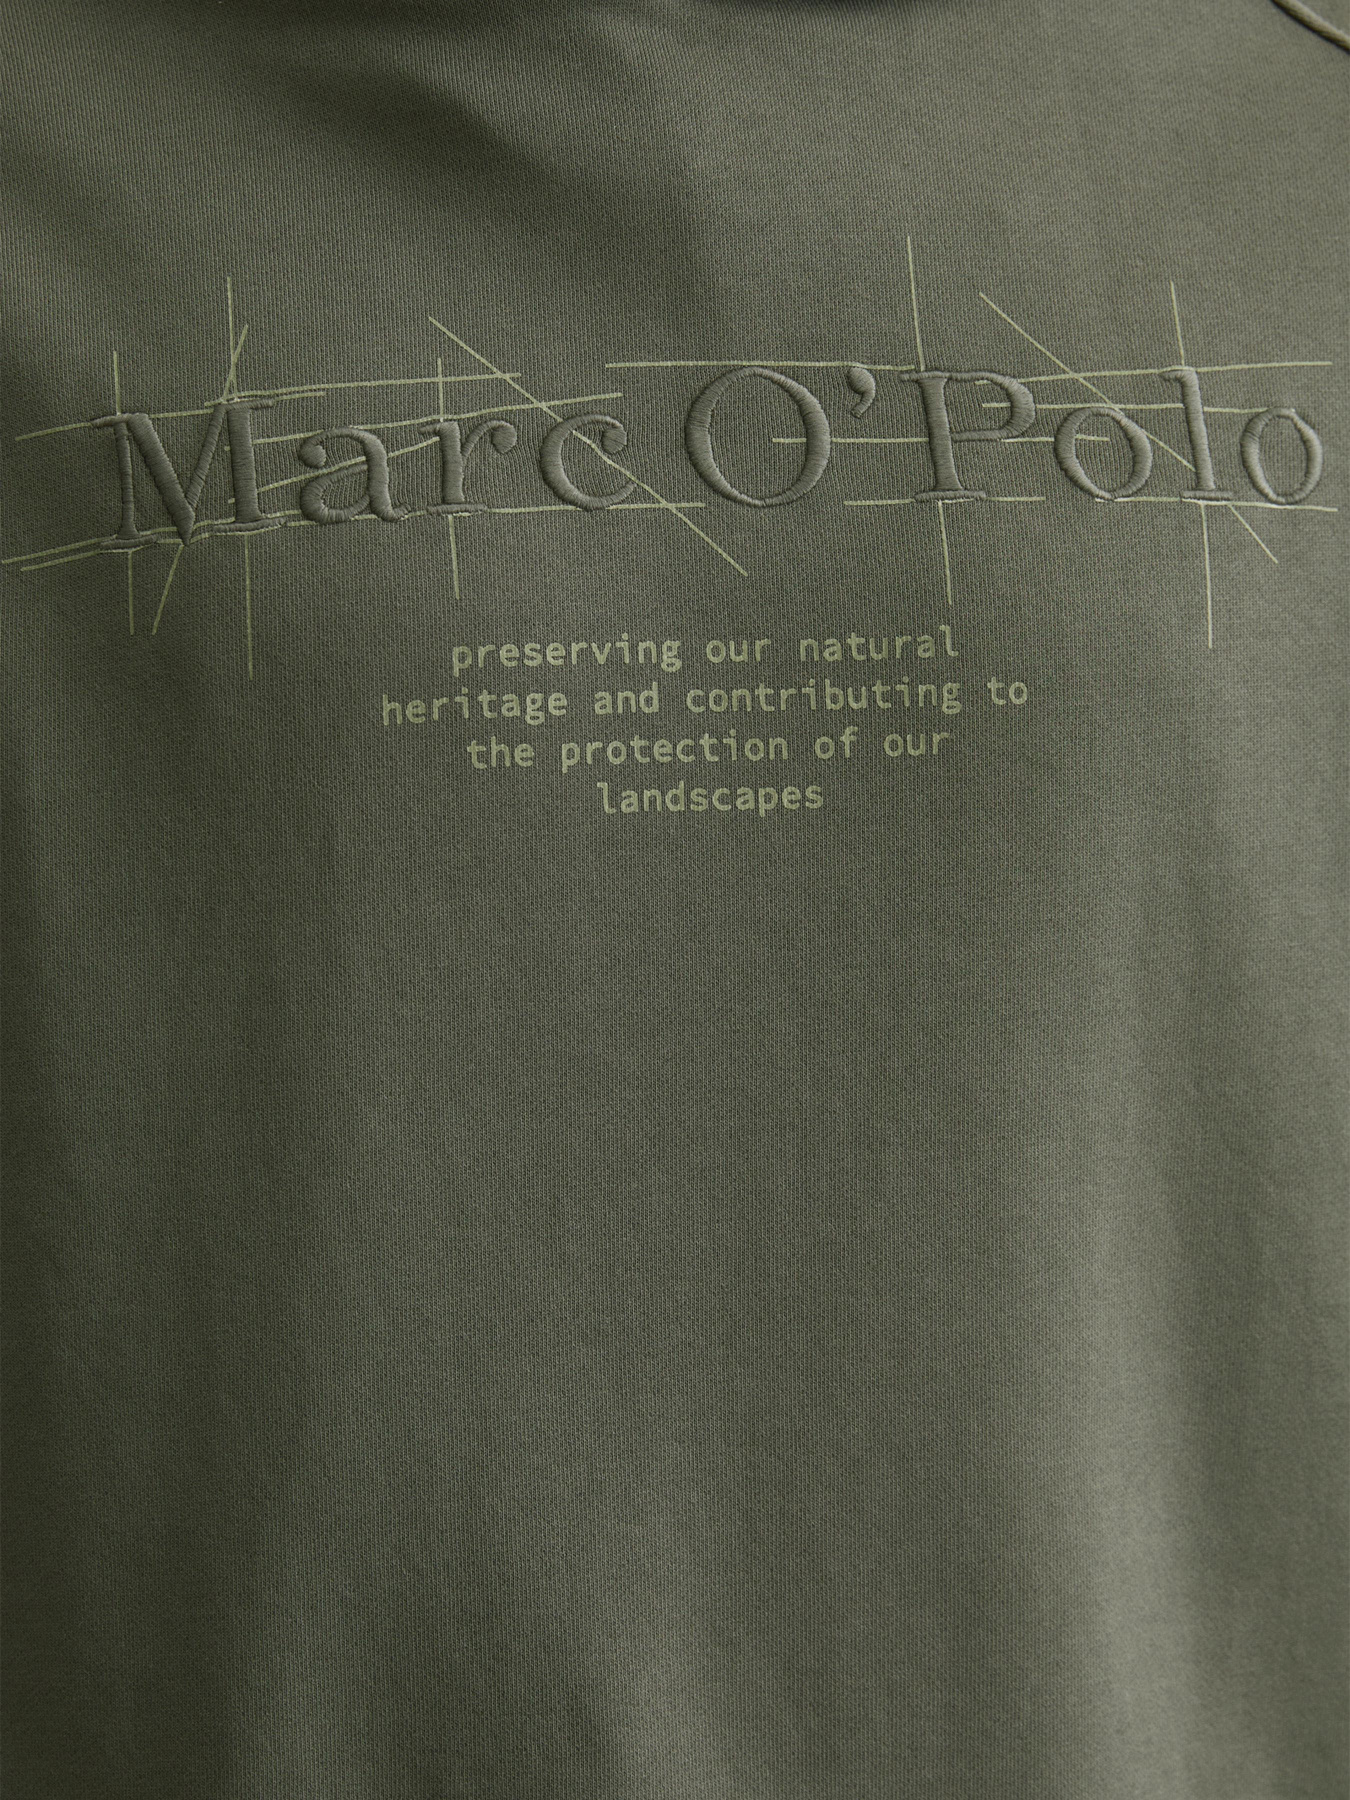 Marc O'Polo
preserving our natural
heritage and contributing to
the protection of our
landscapes